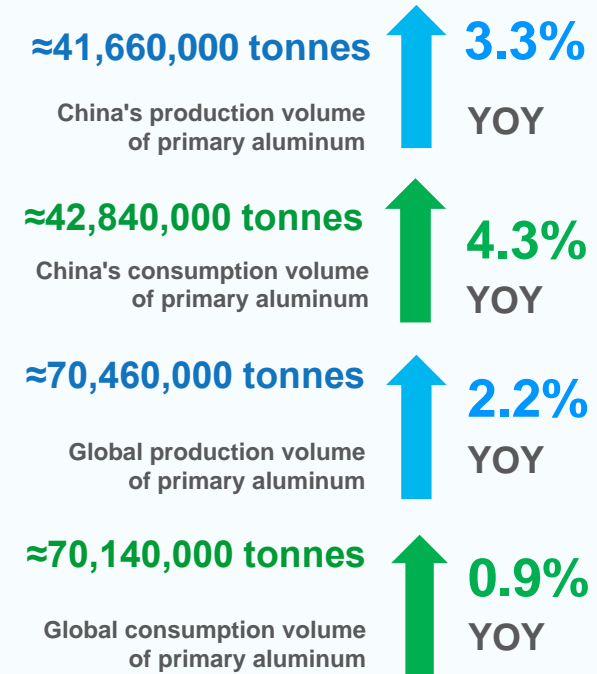 ≈41,660,000 tonnes
3.3%
China's production volume
of primary aluminum
YOY
≈42,840,000 tonnes
4.3%
China's consumption volume
of primary aluminum
YOY
≈70,460,000 tonnes
2.2%
Global production volume
of primary aluminum
YOY
≈70,140,000 tonnes
0.9%
Global consumption volume
of primary aluminum
YOY